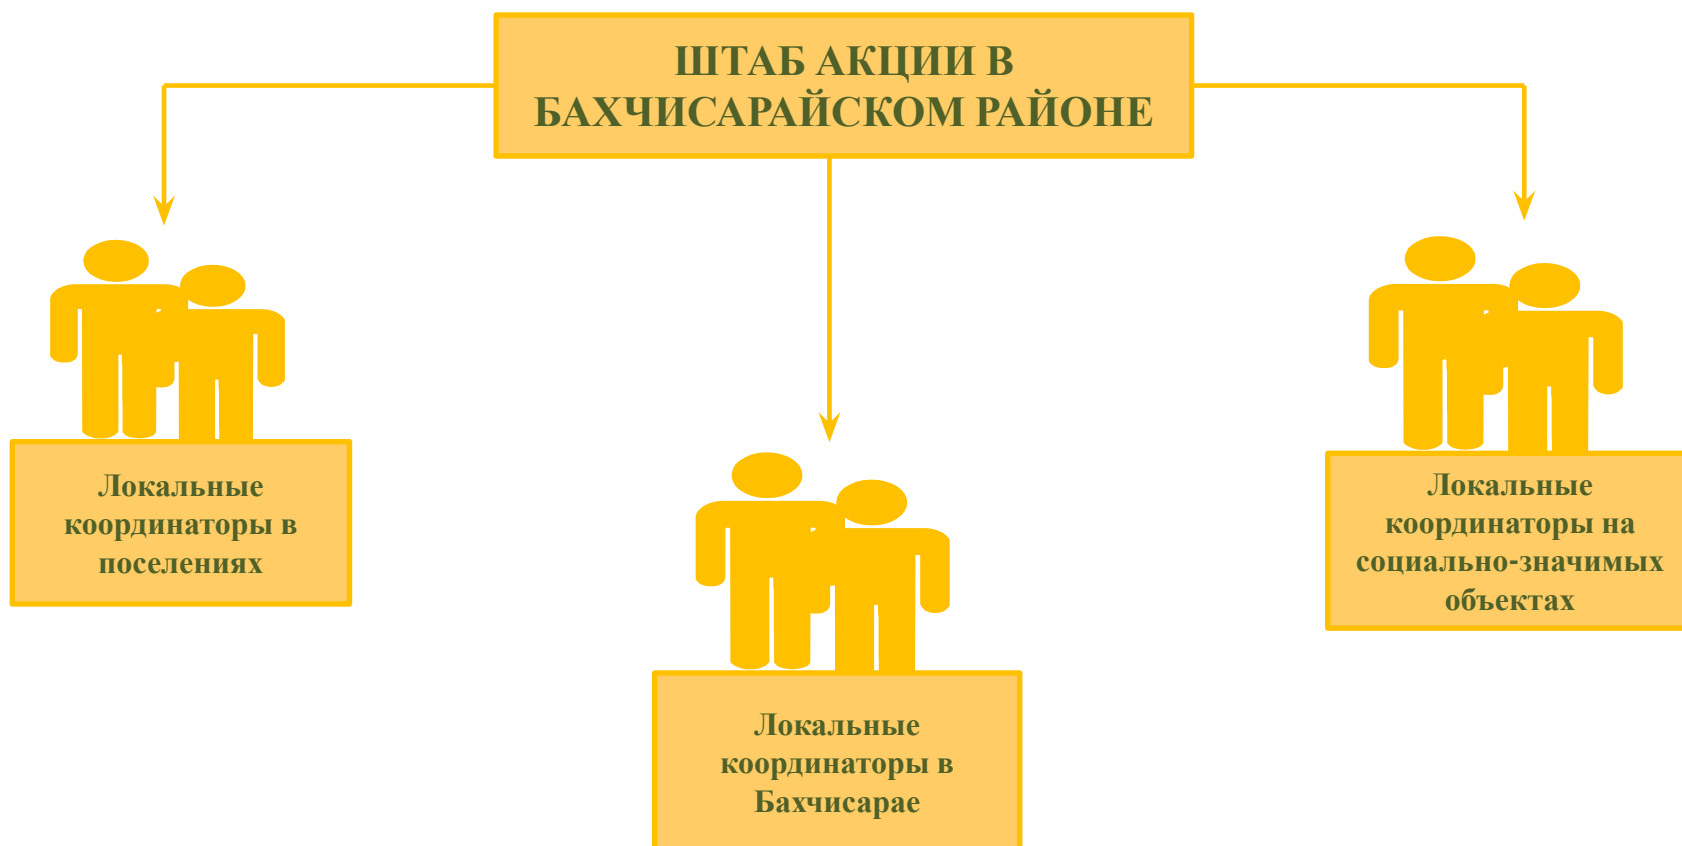 ШТАБ АКЦИИ В
БАХЧИСАРАЙСКОМ РАЙОНЕ
Локальные
координаторы в
поселениях
Локальные
координаторы в
Бахчисарае
Локальные
координаторы на
социально-значимых
объектах